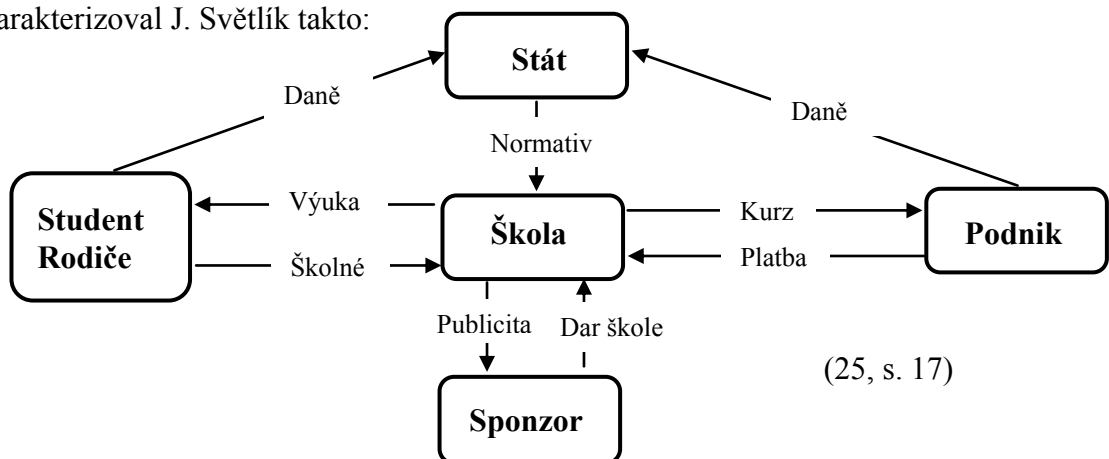 arakterizoval J. Světlík takto:
Stát
Daně
Daně
Normativ
Student
Rodiče
Výuka
Škola
Kurz
Podnik
Školné
Platba
Publicita
Dar škole
(25, s. 17)
Sponzor